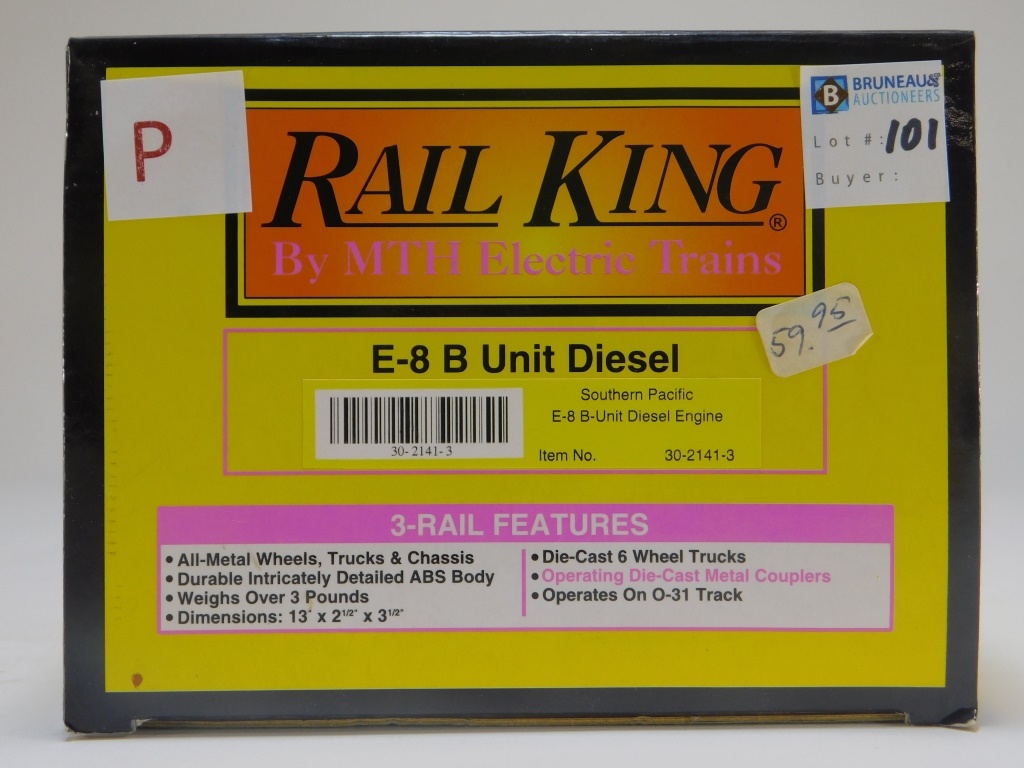 P
BRUNEAU&
AUCTIONEERS
Lot #: 101
Buyer:
RAIL KING®
By MTH Electric Trains
59.95
E-8 B Unit Diesel
30-2141-3
Southern Pacific
E-8 B-Unit Diesel Engine
Item No. 30-2141-3
3-RAIL FEATURES
• All-Metal Wheels, Trucks & Chassis
• Durable Intricately Detailed ABS Body
• Weighs Over 3 Pounds
• Dimensions: 13" x 2 1/2" x 3 1/2"
• Die-Cast 6 Wheel Trucks
• Operating Die-Cast Metal Couplers
• Operates On O-31 Track